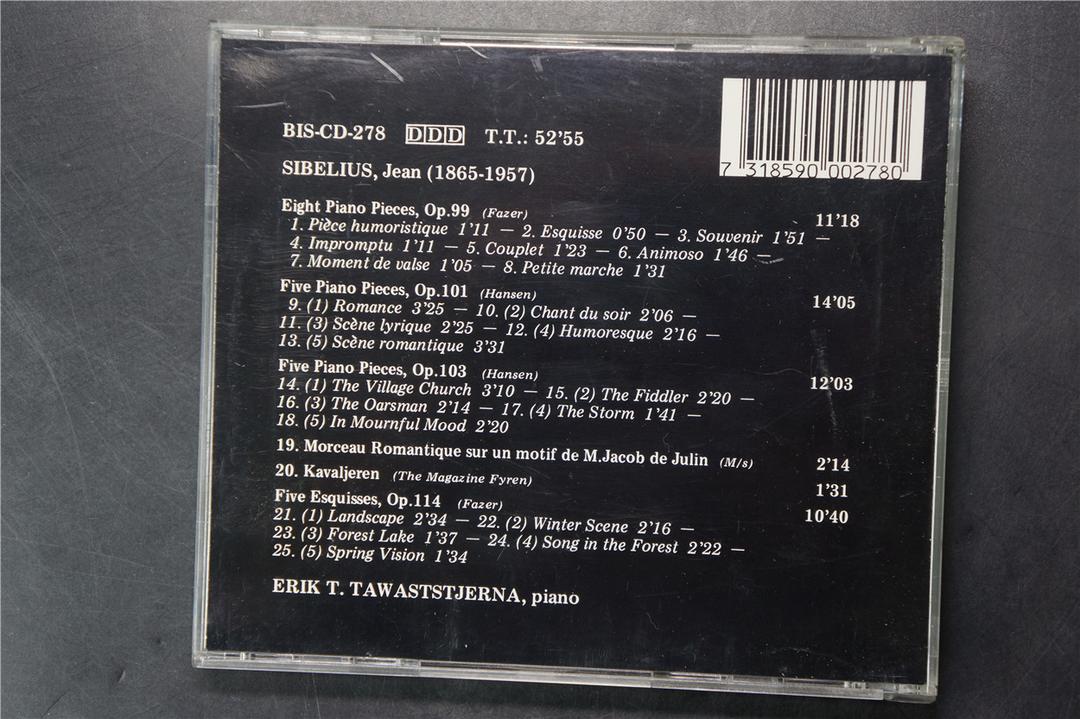 BIS-CD-278 DDD T.T.: 52'55
7 318590 002780
SIBELIUS, Jean (1865-1957)
Eight Piano Pieces, Op.99 (Fazer) 11'18
1. Pièce humoristique 1'11 — 2. Esquisse 0'50 — 3. Souvenir 1'51 —
4. Impromptu 1'11 — 5. Couplet 1'23 — 6. Animoso 1'46 —
7. Moment de valse 1'05 — 8. Petite marche 1'31
Five Piano Pieces, Op.101 (Hansen) 14'05
9. (1) Romance 3'25 — 10. (2) Chant du soir 2'06 —
11. (3) Scène lyrique 2'25 — 12. (4) Humoresque 2'16 —
13. (5) Scène romantique 3'31
Five Piano Pieces, Op.103 (Hansen) 12'03
14. (1) The Village Church 3'10 — 15. (2) The Fiddler 2'20 —
16. (3) The Oarsman 2'14 — 17. (4) The Storm 1'41 —
18. (5) In Mournful Mood 2'20
19. Morceau Romantique sur un motif de M.Jacob de Julin (M/s) 2'14
20. Kavaljeren (The Magazine Fyren) 1'31
Five Esquisses, Op.114 (Fazer) 10'40
21. (1) Landscape 2'34 — 22. (2) Winter Scene 2'16 —
23. (3) Forest Lake 1'37 — 24. (4) Song in the Forest 2'22 —
25. (5) Spring Vision 1'34
ERIK T. TAWASTSTJERNA, piano